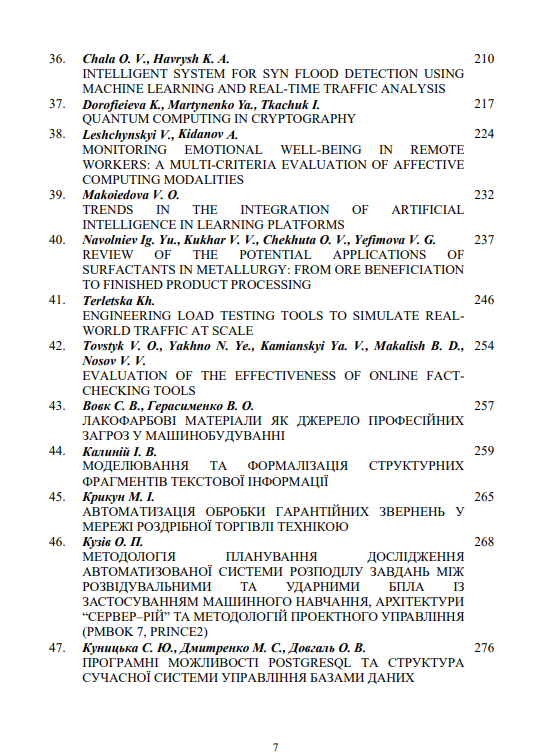 36. Chala O. V., Havrysh K. A. 210
INTELLIGENT SYSTEM FOR SYN FLOOD DETECTION USING
MACHINE LEARNING AND REAL-TIME TRAFFIC ANALYSIS
37. Dorofieieva K., Martynenko Ya., Tkachuk I. 217
QUANTUM COMPUTING IN CRYPTOGRAPHY
38. Leshchynskyi V., Kidanov A. 224
MONITORING EMOTIONAL WELL-BEING IN REMOTE
WORKERS: A MULTI-CRITERIA EVALUATION OF AFFECTIVE
COMPUTING MODALITIES
39. Makoiedova V. O. 232
TRENDS IN THE INTEGRATION OF ARTIFICIAL
INTELLIGENCE IN LEARNING PLATFORMS
40. Navolniev Ig. Yu., Kukhar V. V., Chekhuta O. V., Yefimova V. G. 237
REVIEW OF THE POTENTIAL APPLICATIONS OF
SURFACTANTS IN METALLURGY: FROM ORE BENEFICIATION
TO FINISHED PRODUCT PROCESSING
41. Terletska Kh. 246
ENGINEERING LOAD TESTING TOOLS TO SIMULATE REAL-
WORLD TRAFFIC AT SCALE
42. Tovstyk V. O., Yakhno N. Ye., Kamianskyi Ya. V., Makalish B. D., 254
Nosov V. V.
EVALUATION OF THE EFFECTIVENESS OF ONLINE FACT-
CHECKING TOOLS
43. Вовк С. В., Герасименко В. О. 257
ЛАКОФАРБОВІ МАТЕРІАЛИ ЯК ДЖЕРЕЛО ПРОФЕСІЙНИХ
ЗАГРОЗ У МАШИНОБУДУВАННІ
44. Калиній І. В. 259
МОДЕЛЮВАННЯ ТА ФОРМАЛІЗАЦІЯ СТРУКТУРНИХ
ФРАГМЕНТІВ ТЕКСТОВОЇ ІНФОРМАЦІЇ
45. Крикун М. І. 265
АВТОМАТИЗАЦІЯ ОБРОБКИ ГАРАНТІЙНИХ ЗВЕРНЕНЬ У
МЕРЕЖІ РОЗДРІБНОЇ ТОРГІВЛІ ТЕХНІКОЮ
46. Кузів О. П. 268
МЕТОДОЛОГІЯ ПЛАНУВАННЯ ДОСЛІДЖЕННЯ
АВТОМАТИЗОВАНОЇ СИСТЕМИ РОЗПОДІЛУ ЗАВДАНЬ МІЖ
РОЗВІДУВАЛЬНИМИ ТА УДАРНИМИ БПЛА ІЗ
ЗАСТОСУВАННЯМ МАШИННОГО НАВЧАННЯ, АРХІТЕКТУРИ
“СЕРВЕР–РІЙ” ТА МЕТОДОЛОГІЙ ПРОЕКТНОГО УПРАВЛІННЯ
(PMBOK 7, PRINCE2)
47. Куницька С. Ю., Дмитренко М. С., Довгаль О. В. 276
ПРОГРАМНІ МОЖЛИВОСТІ POSTGRESQL ТА СТРУКТУРА
СУЧАСНОЇ СИСТЕМИ УПРАВЛІННЯ БАЗАМИ ДАНИХ
7